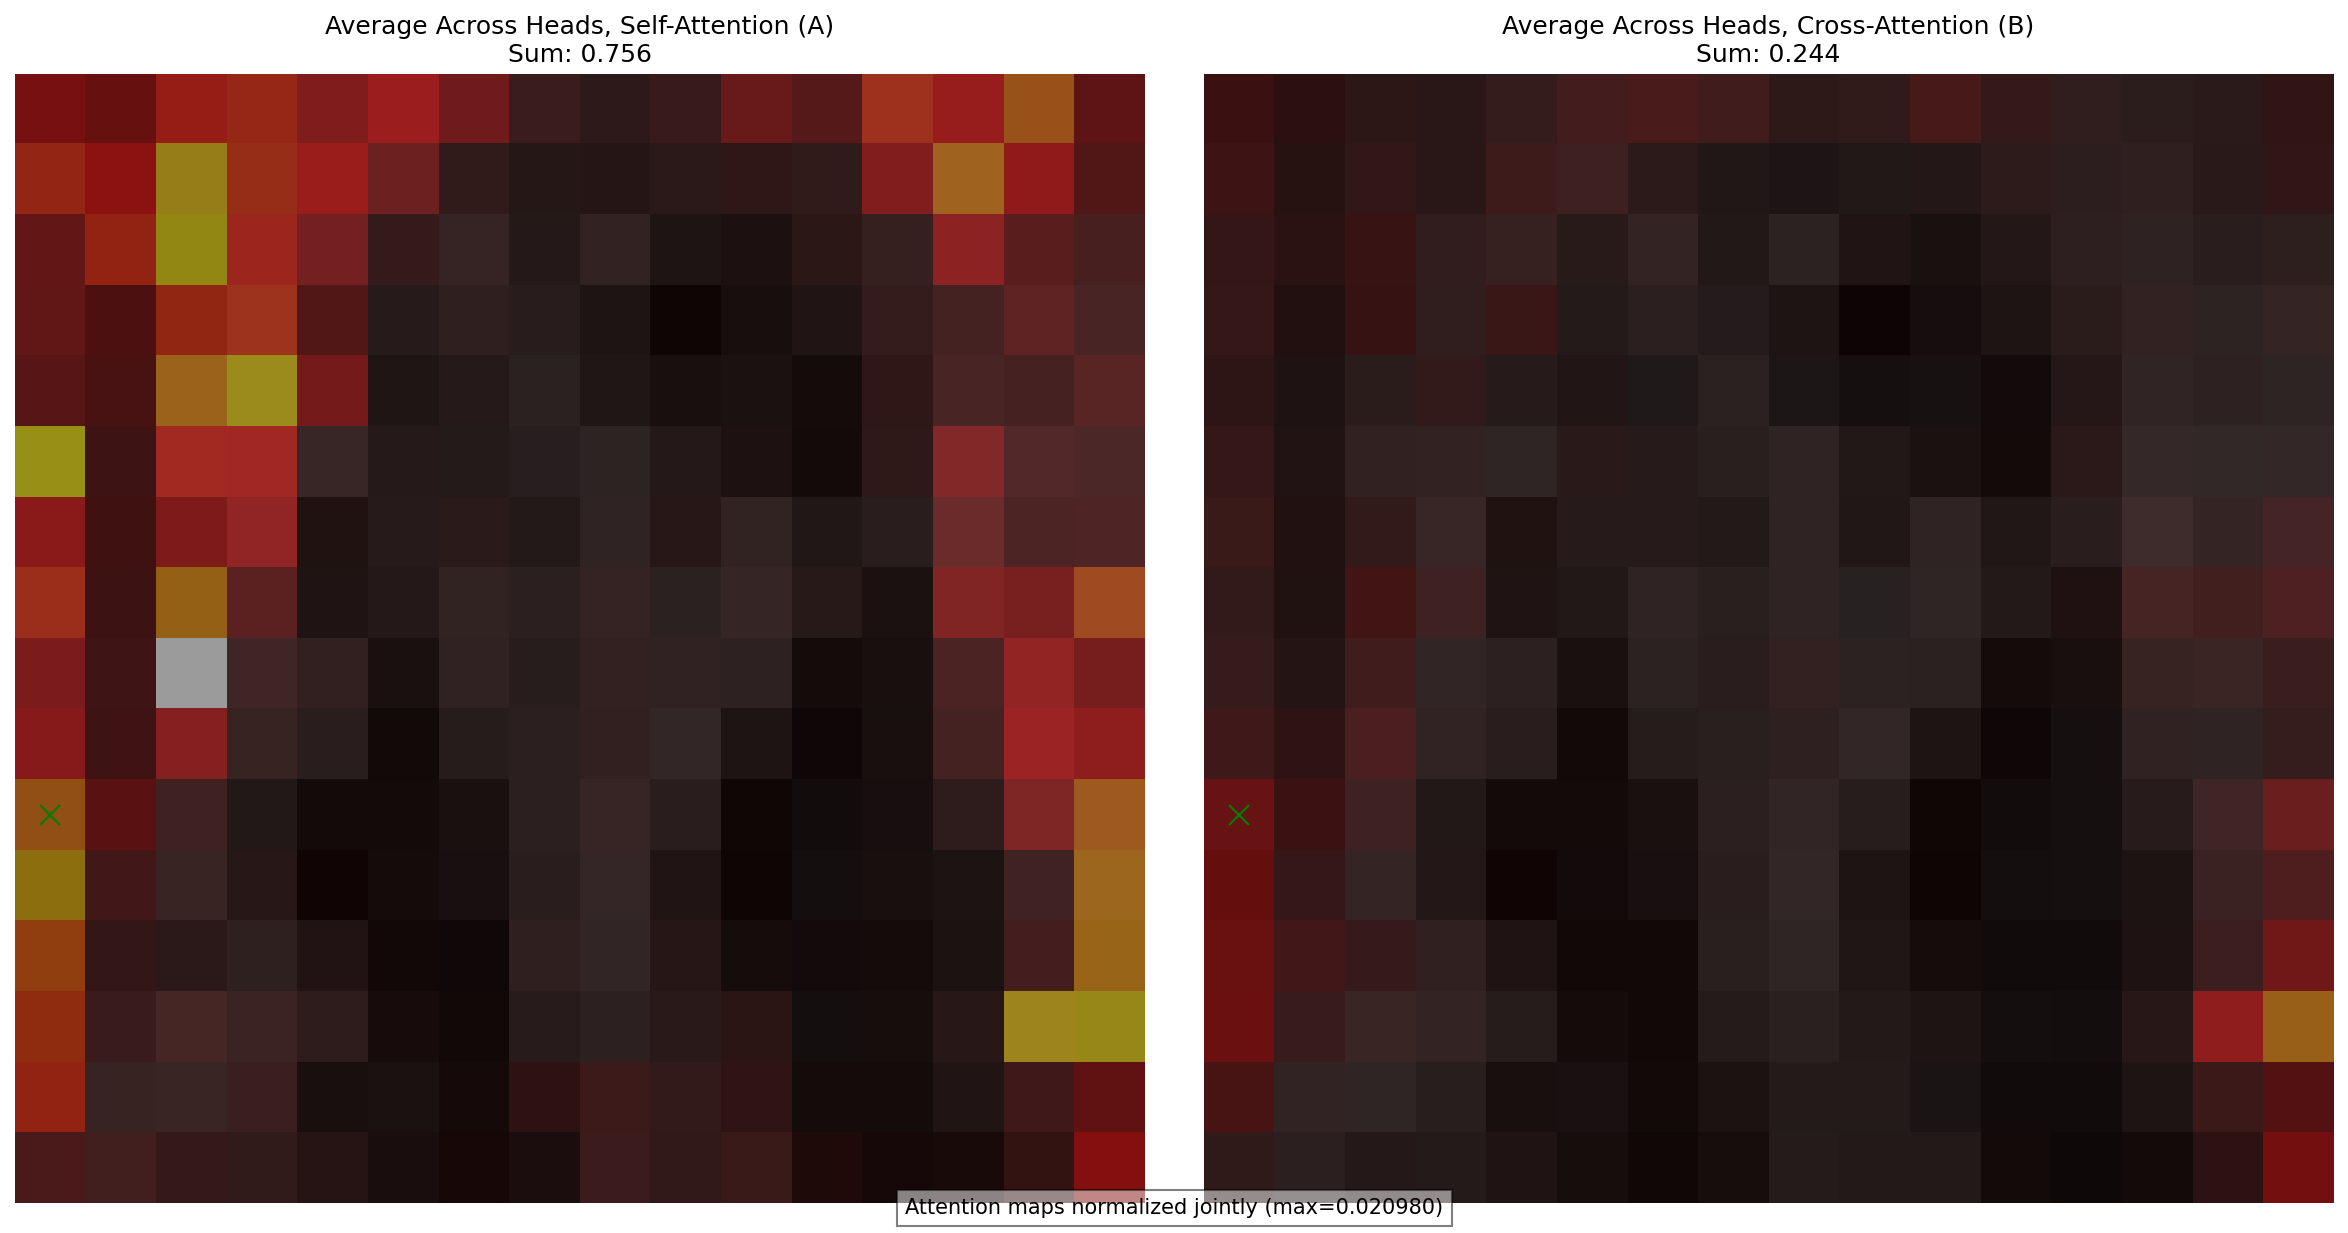 Average Across Heads, Self-Attention (A)
Sum: 0.756
Average Across Heads, Cross-Attention (B)
Sum: 0.244
Attention maps normalized jointly (max=0.020980)